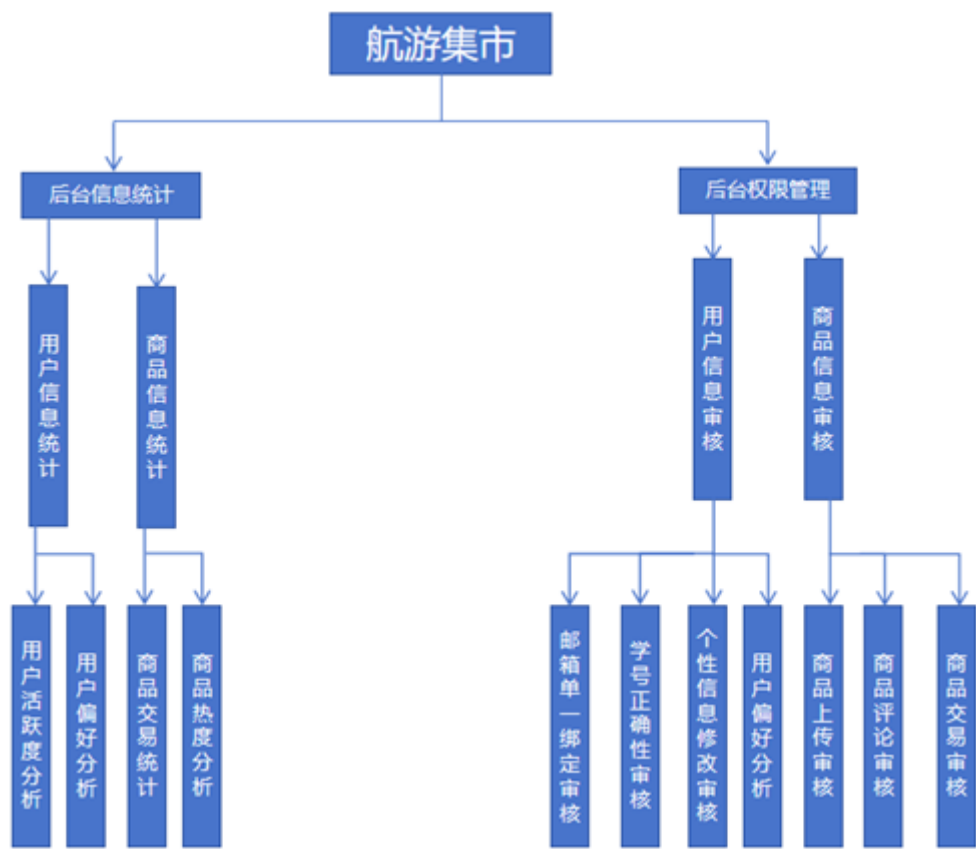 航游集市
后台信息统计
后台权限管理
用户信息统计
商品信息统计
用户信息审核
商品信息审核
用户活跃度分析
用户偏好分析
商品交易统计
商品热度分析
邮箱单一绑定审核
学号正确性审核
个性信息修改审核
用户偏好分析
商品上传审核
商品评论审核
商品交易审核